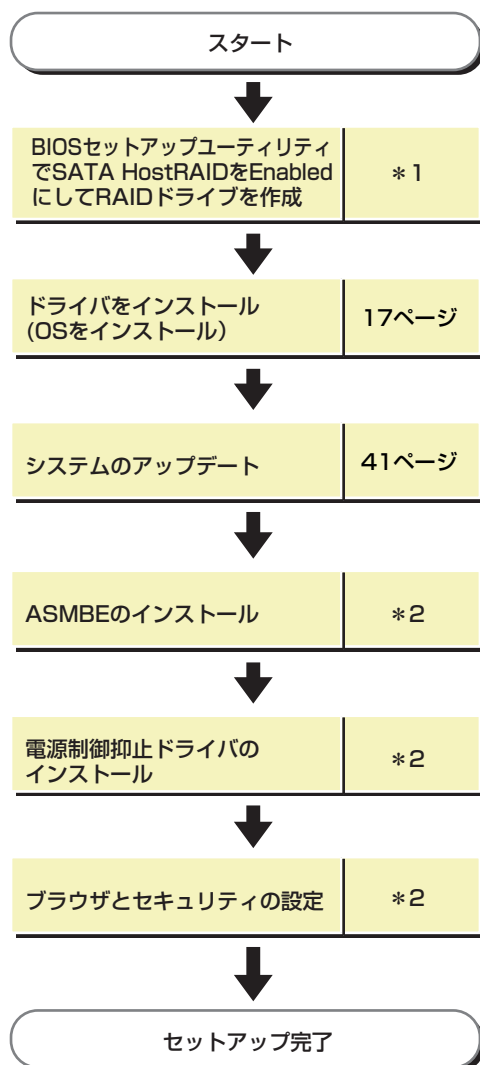 スタート
BIOSセットアップユーティリティ
でSATA HostRAIDをEnabled
にしてRAIDドライブを作成
＊1
ドライバをインストール
(OSをインストール)
17ページ
システムのアップデート
41ページ
ASMBEのインストール
＊2
電源制御抑止ドライバの
インストール
＊2
ブラウザとセキュリティの設定
＊2
セットアップ完了